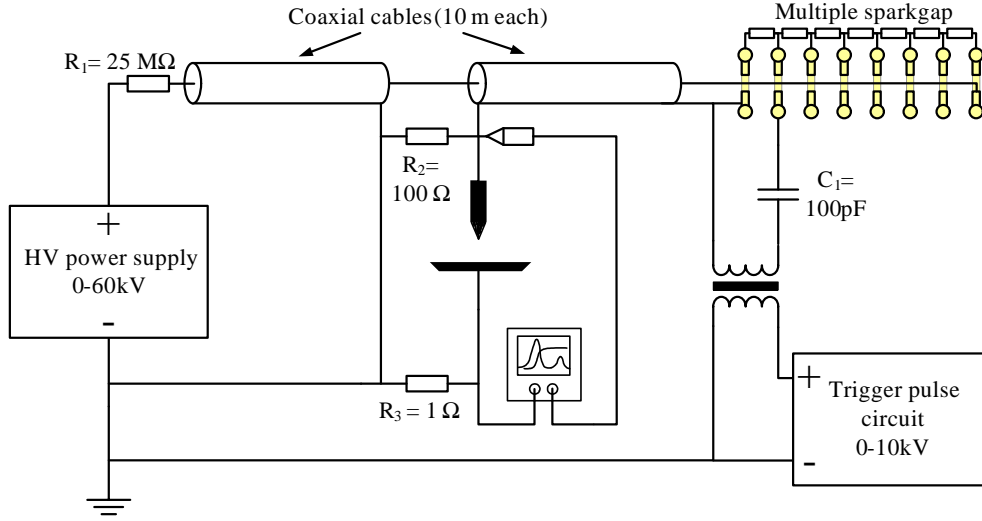 Coaxial cables(10 m each)
Multiple sparkgap
R₁= 25 MΩ
R₂=
100 Ω
C₁=
100pF
+
HV power supply
0-60kV
-
R₃ = 1 Ω
+
Trigger pulse
circuit
0-10kV
-